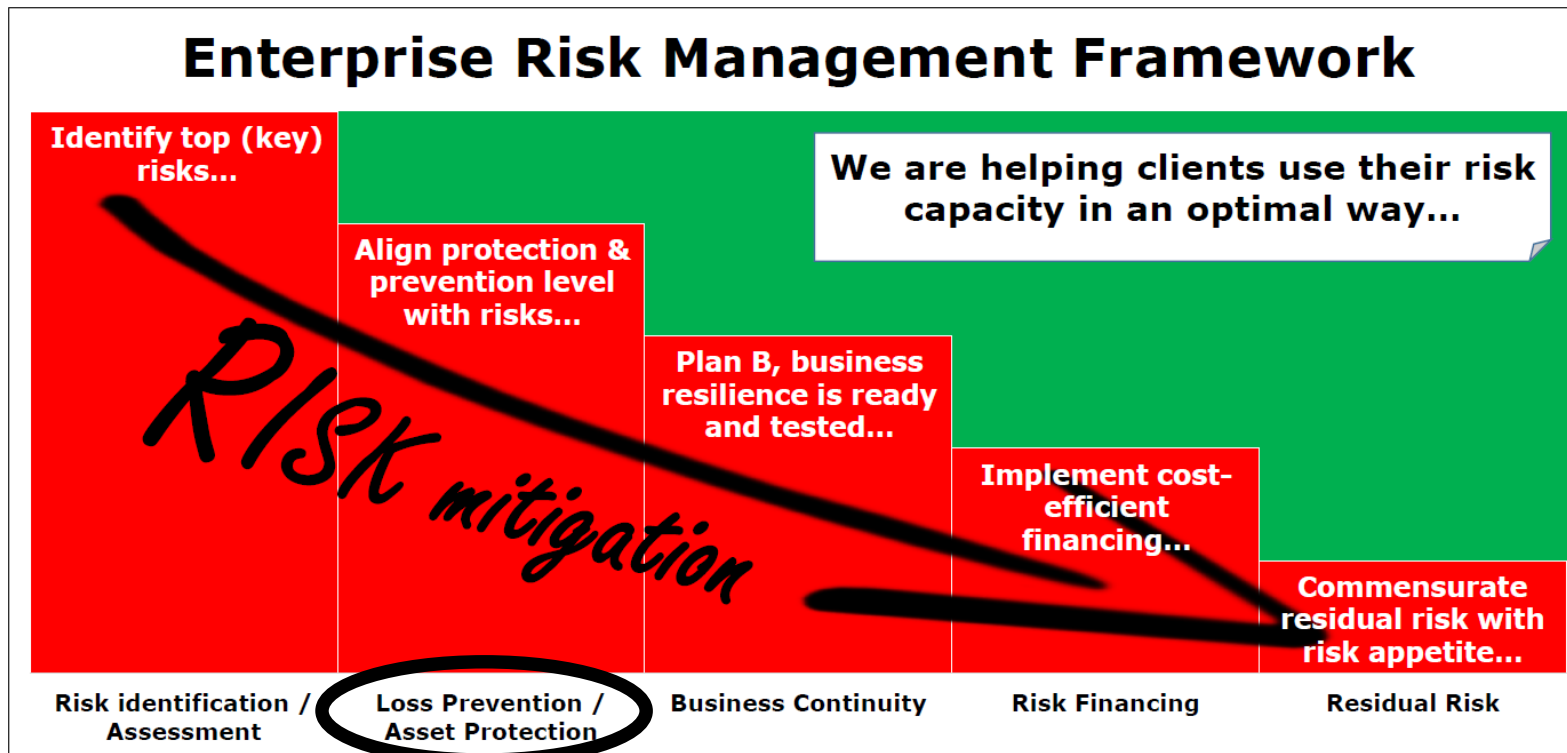 Enterprise Risk Management Framework
Identify top (key)
risks...
We are helping clients use their risk
capacity in an optimal way...
Align protection &
prevention level
with risks...
Plan B, business
resilience is ready
and tested...
Implement cost-
efficient
financing...
Commensurate
residual risk with
risk appetite...
RISK mitigation
Risk identification /
Assessment
Loss Prevention /
Asset Protection
Business Continuity
Risk Financing
Residual Risk